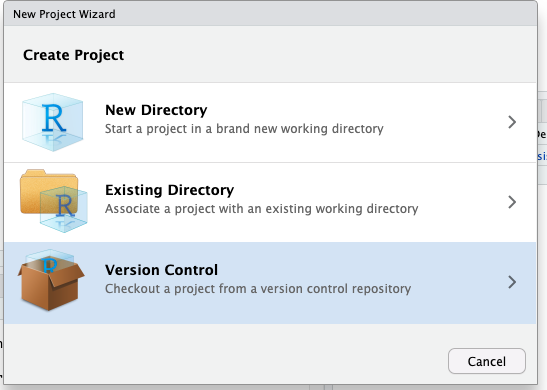 New Project Wizard
Create Project
New Directory
Start a project in a brand new working directory
Existing Directory
Associate a project with an existing working directory
Version Control
Checkout a project from a version control repository
Cancel